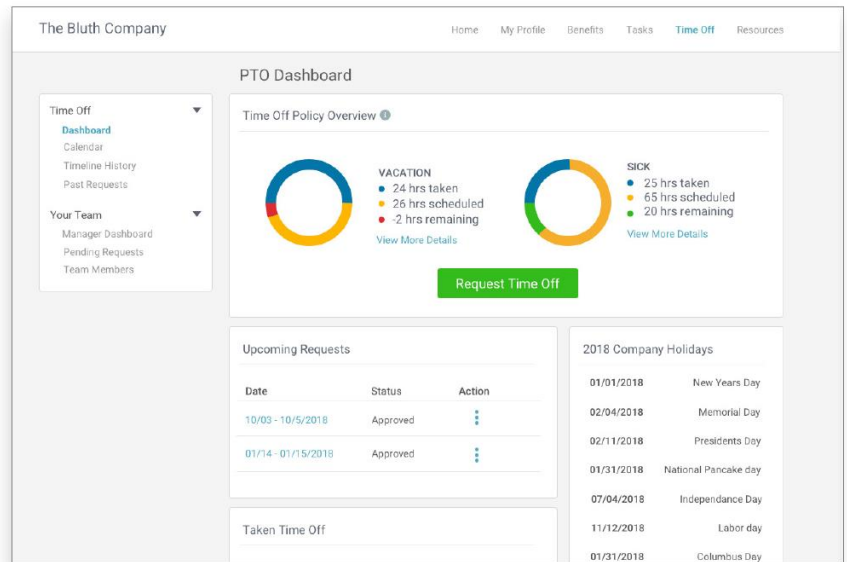 The Bluth Company
Home My Profile Benefits Tasks Time Off Resources
PTO Dashboard
Time Off
Dashboard
Calendar
Timeline History
Past Requests
Your Team
Manager Dashboard
Pending Requests
Team Members
Time Off Policy Overview
VACATION
24 hrs taken
26 hrs scheduled
-2 hrs remaining
View More Details
SICK
25 hrs taken
65 hrs scheduled
20 hrs remaining
View More Details
Request Time Off
Upcoming Requests
Date Status Action
10/03 - 10/5/2018 Approved
01/14 - 01/15/2018 Approved
Taken Time Off
2018 Company Holidays
01/01/2018 New Years Day
02/04/2018 Memorial Day
02/11/2018 Presidents Day
01/31/2018 National Pancake day
07/04/2018 Independance Day
11/12/2018 Labor day
01/31/2018 Columbus Day